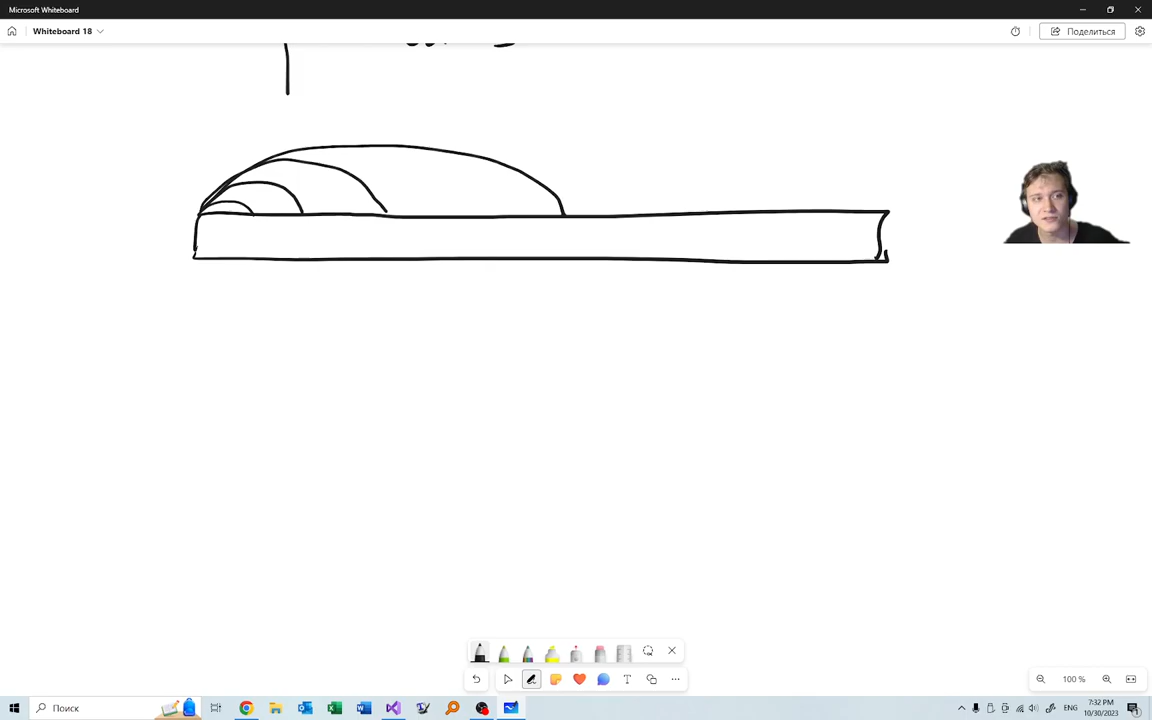 Microsoft Whiteboard
Whiteboard 18
Поделиться
100 %
Поиск
ENG
7:32 PM
10/30/2023